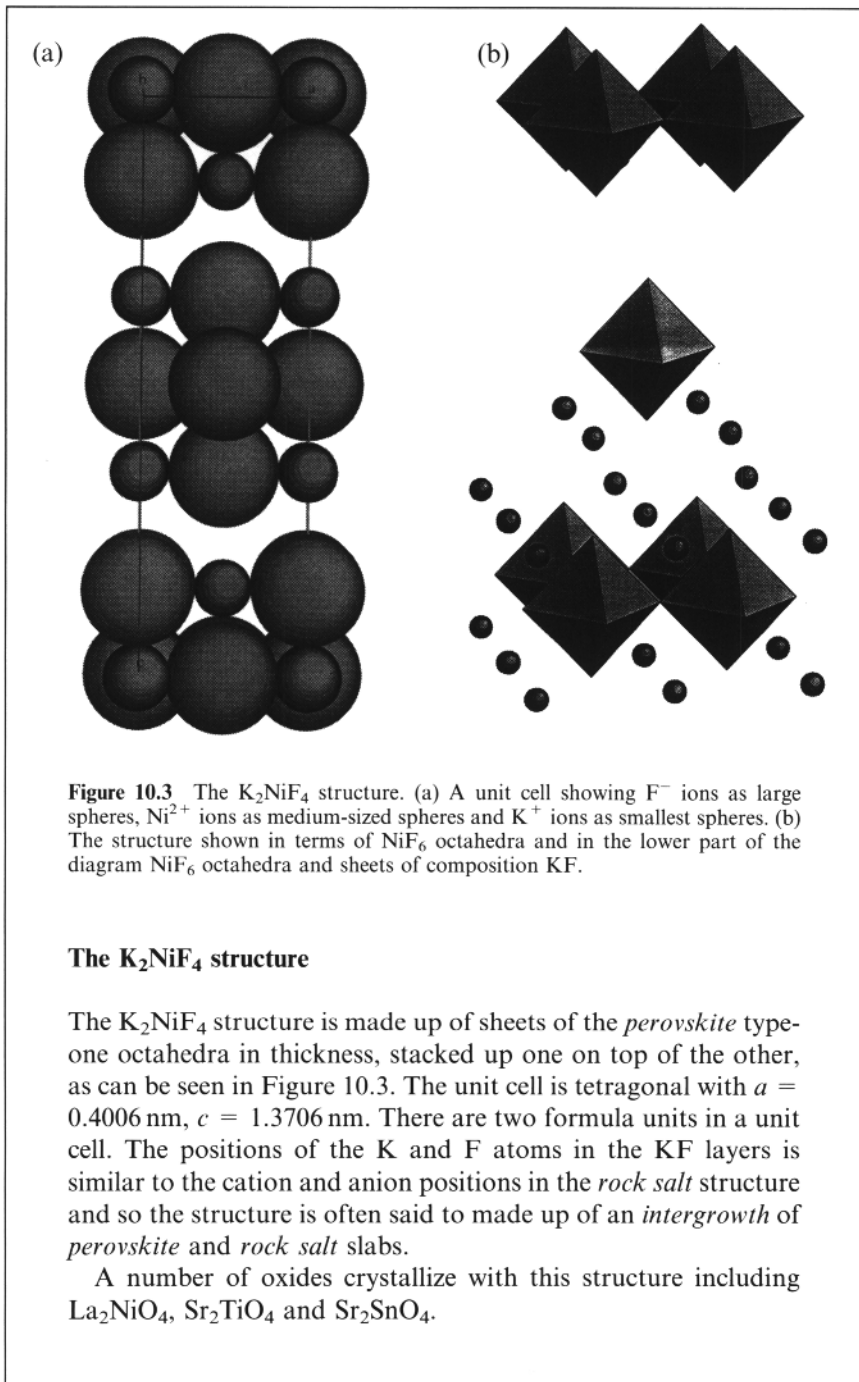 (a)
(b)
b
a
c
Figure 10.3 The K₂NiF₄ structure. (a) A unit cell showing F⁻ ions as large
spheres, Ni²⁺ ions as medium-sized spheres and K⁺ ions as smallest spheres. (b)
The structure shown in terms of NiF₆ octahedra and in the lower part of the
diagram NiF₆ octahedra and sheets of composition KF.
The K₂NiF₄ structure
The K₂NiF₄ structure is made up of sheets of the perovskite type-
one octahedra in thickness, stacked up one on top of the other,
as can be seen in Figure 10.3. The unit cell is tetragonal with a =
0.4006 nm, c = 1.3706 nm. There are two formula units in a unit
cell. The positions of the K and F atoms in the KF layers is
similar to the cation and anion positions in the rock salt structure
and so the structure is often said to made up of an intergrowth of
perovskite and rock salt slabs.
A number of oxides crystallize with this structure including
La₂NiO₄, Sr₂TiO₄ and Sr₂SnO₄.